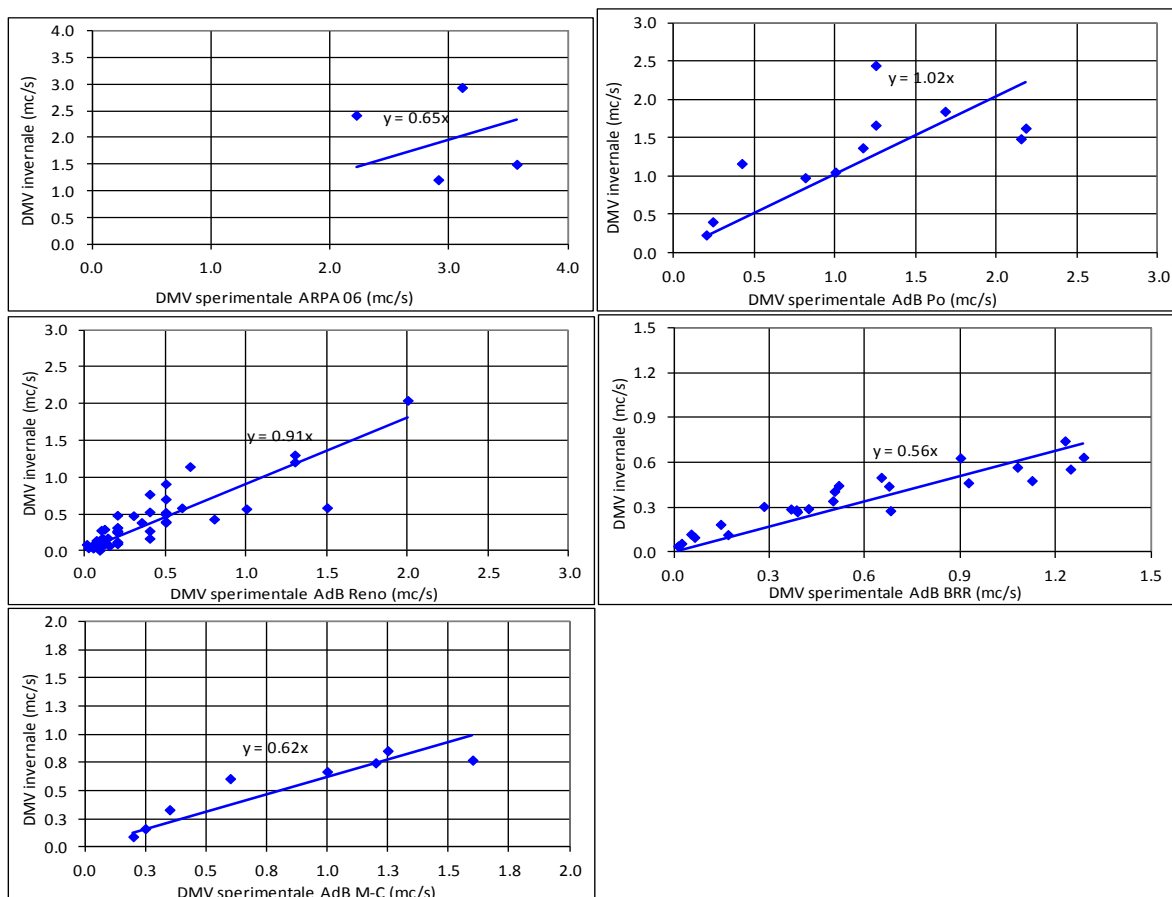 4.0
3.5
3.0
2.5
2.0
1.5
1.0
0.5
0.0
DMV invernale (mc/s)
y = 0.65x
0.0 1.0 2.0 3.0 4.0
DMV sperimentale ARPA 06 (mc/s)
3.0
2.5
2.0
1.5
1.0
0.5
0.0
DMV invernale (mc/s)
y = 1.02x
0.0 0.5 1.0 1.5 2.0 2.5 3.0
DMV sperimentale AdB Po (mc/s)
3.0
2.5
2.0
1.5
1.0
0.5
0.0
DMV invernale (mc/s)
y = 0.91x
0.0 0.5 1.0 1.5 2.0 2.5 3.0
DMV sperimentale AdB Reno (mc/s)
1.5
1.2
0.9
0.6
0.3
0.0
DMV invernale (mc/s)
y = 0.56x
0.0 0.3 0.6 0.9 1.2 1.5
DMV sperimentale AdB BRR (mc/s)
2.0
1.8
1.5
1.3
1.0
0.8
0.5
0.3
0.0
DMV invernale (mc/s)
y = 0.62x
0.0 0.3 0.5 0.8 1.0 1.3 1.5 1.8 2.0
DMV sperimentale AdB M-C (mc/s)